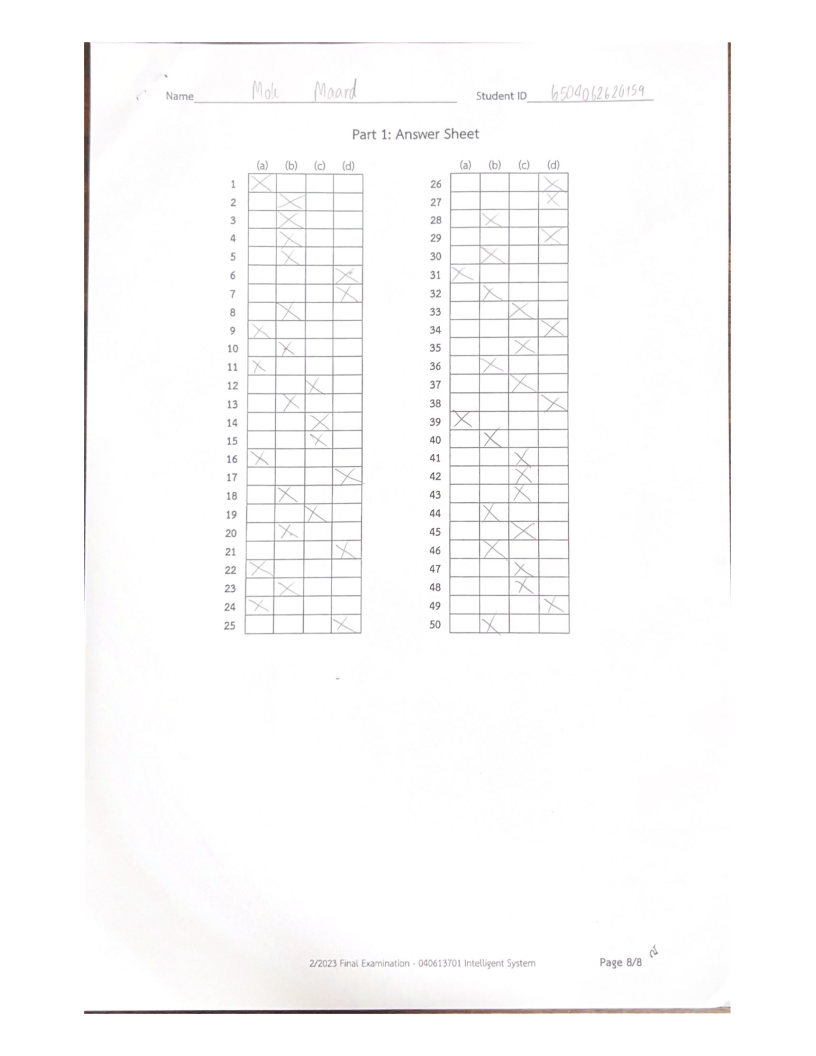 Name Moli Maard Student ID 6504062620159
Part 1: Answer Sheet
(a) (b) (c) (d) (a) (b) (c) (d)
1 X 26 X
2 X 27 X
3 X 28 X
4 X 29 X
5 X 30 X
6 X 31 X
7 X 32 X
8 X 33 X
9 X 34 X
10 X 35 X
11 X 36 X
12 X 37 X
13 X 38 X
14 X 39 X
15 X 40 X
16 X 41 X
17 X 42 X
18 X 43 X
19 X 44 X
20 X 45 X
21 X 46 X
22 X 47 X
23 X 48 X
24 X 49 X
25 X 50 X
2/2023 Final Examination - 040613701 Intelligent System Page 8/8